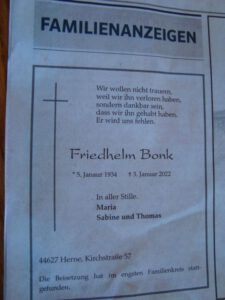 FAMILIENANZEIGEN
Wir wollen nicht trauern,
weil wir ihn verloren haben,
sondern dankbar sein,
dass wir ihn gehabt haben.
Er wird uns fehlen.
Friedhelm Bonk
* 5. Januar 1934 † 3. Januar 2022
In aller Stille.
Maria
Sabine und Thomas
44627 Herne, Kirchstraße 57
Die Beisetzung hat im engsten Familienkreis statt-
gefunden.